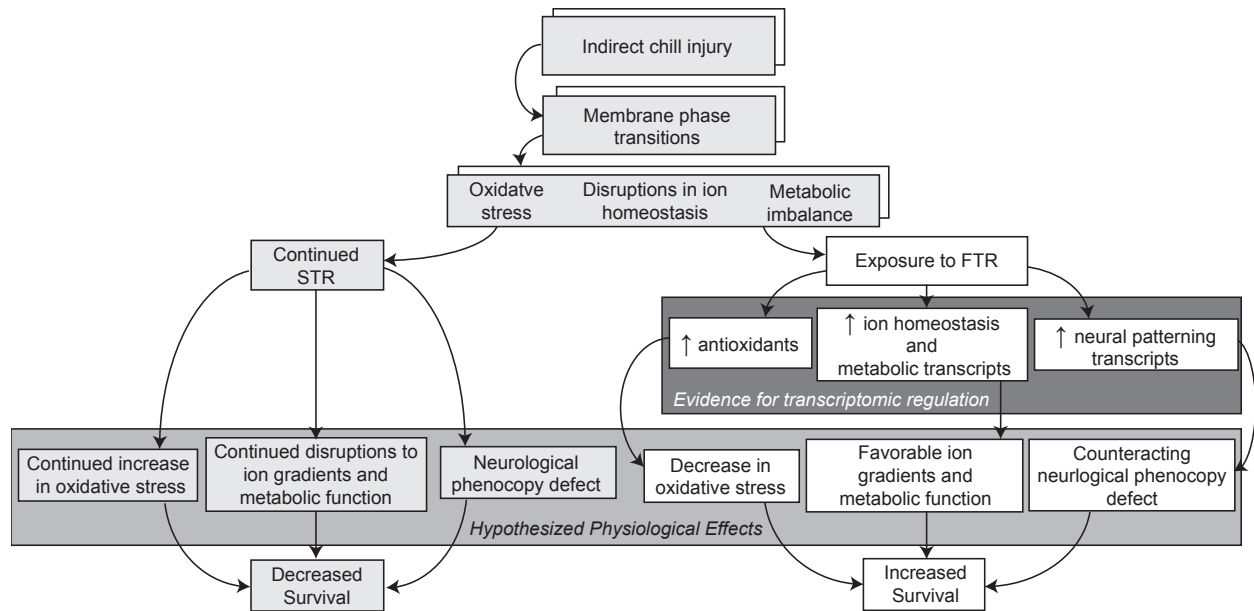 Indirect chill injury
Membrane phase
transitions
Oxidatve
stress
Disruptions in ion
homeostasis
Metabolic
imbalance
Continued
STR
Exposure to FTR
↑ antioxidants
↑ ion homeostasis
and
metabolic transcripts
↑ neural patterning
transcripts
Evidence for transcriptomic regulation
Continued increase
in oxidative stress
Continued disruptions to
ion gradients and
metabolic function
Neurological
phenocopy defect
Decrease in
oxidative stress
Favorable ion
gradients and
metabolic function
Counteracting
neurlogical phenocopy
defect
Hypothesized Physiological Effects
Decreased
Survival
Increased
Survival